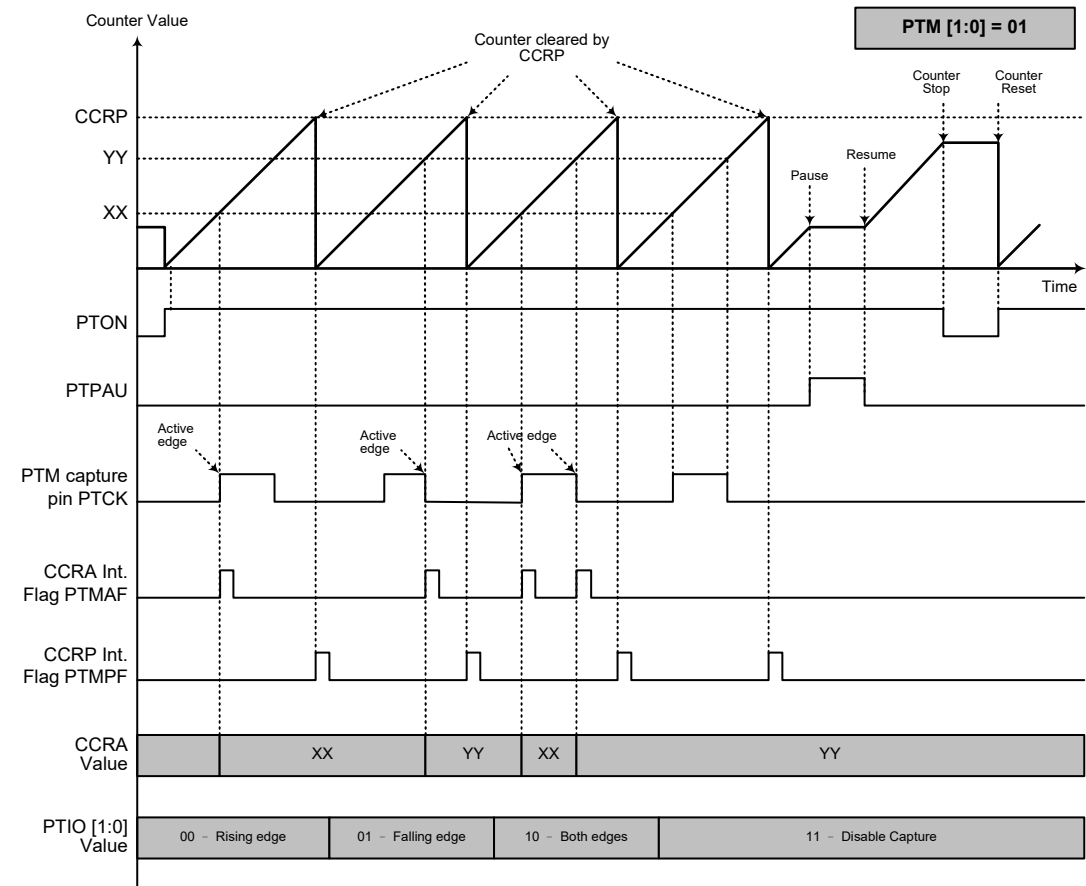 Counter Value
PTM [1:0] = 01
Counter cleared by
CCRP
Counter
Stop
Counter
Reset
CCRP
YY
Resume
Pause
XX
Time
PTON
PTPAU
Active
edge
Active
edge
Active edge
PTM capture
pin PTCK
CCRA Int.
Flag PTMAF
CCRP Int.
Flag PTMPF
CCRA
Value
XX
YY
XX
YY
PTIO [1:0]
Value
00 – Rising edge
01 – Falling edge
10 – Both edges
11 – Disable Capture